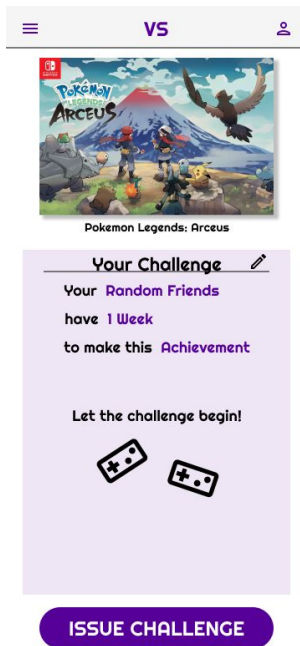 VS
POKéMON
LEGENDS
ARCEUS
Pokemon Legends: Arceus
Your Challenge
Your Random Friends
have 1 Week
to make this Achievement
Let the challenge begin!
ISSUE CHALLENGE